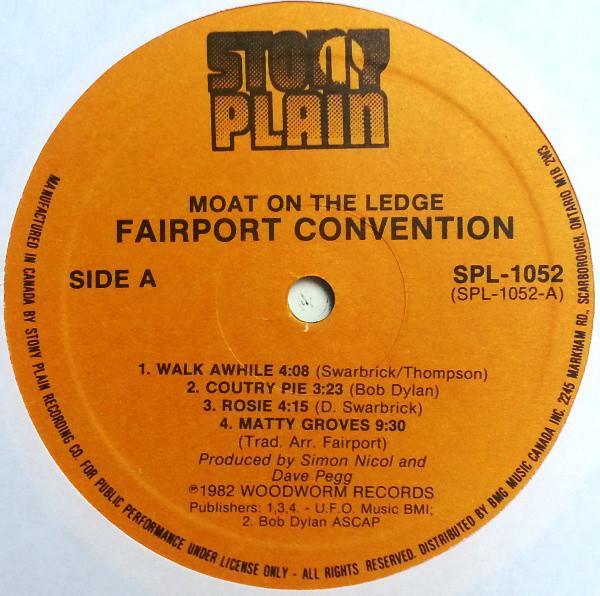 STONY
PLAIN
MOAT ON THE LEDGE
FAIRPORT CONVENTION
SIDE A
SPL-1052
(SPL-1052-A)
1. WALK AWHILE 4:08 (Swarbrick/Thompson)
2. COUTRY PIE 3:23 (Bob Dylan)
3. ROSIE 4:15 (D. Swarbrick)
4. MATTY GROVES 9:30
(Trad. Arr. Fairport)
Produced by Simon Nicol and
Dave Pegg
℗1982 WOODWORM RECORDS
Publishers: 1,3,4. - U.F.O. Music BMI;
2. Bob Dylan ASCAP
MANUFACTURED IN CANADA BY STONY PLAIN RECORDING CO. FOR PUBLIC PERFORMANCE UNDER LICENSE ONLY - ALL RIGHTS RESERVED. DISTRIBUTED BY BMG MUSIC CANADA INC. 2245 MARKHAM RD, SCARBOROUGH, ONTARIO M1B 2W3